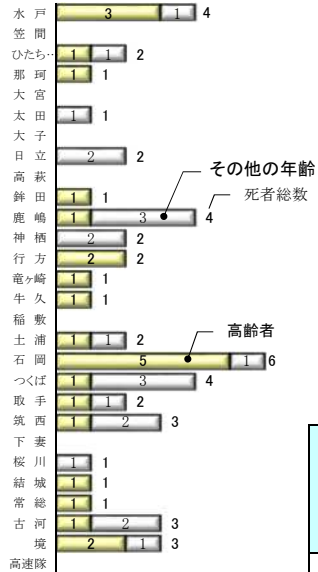 水戸 3 1 4
笠間
ひたち‥ 1 1 2
那珂 1 1
大宮
太田 1 1
大子
日立 2 2
高萩
その他の年齢
死者総数
鉾田 1 1
鹿嶋 1 3 4
神栖 2 2
行方 2 2
竜ヶ崎 1 1
牛久 1 1
稲敷
高齢者
土浦 1 1 2
石岡 5 1 6
つくば 1 3 4
取手 1 1 2
筑西 1 2 3
下妻
桜川 1 1
結城 1 1
常総 1 1
古河 1 2 3
境 2 1 3
高速隊